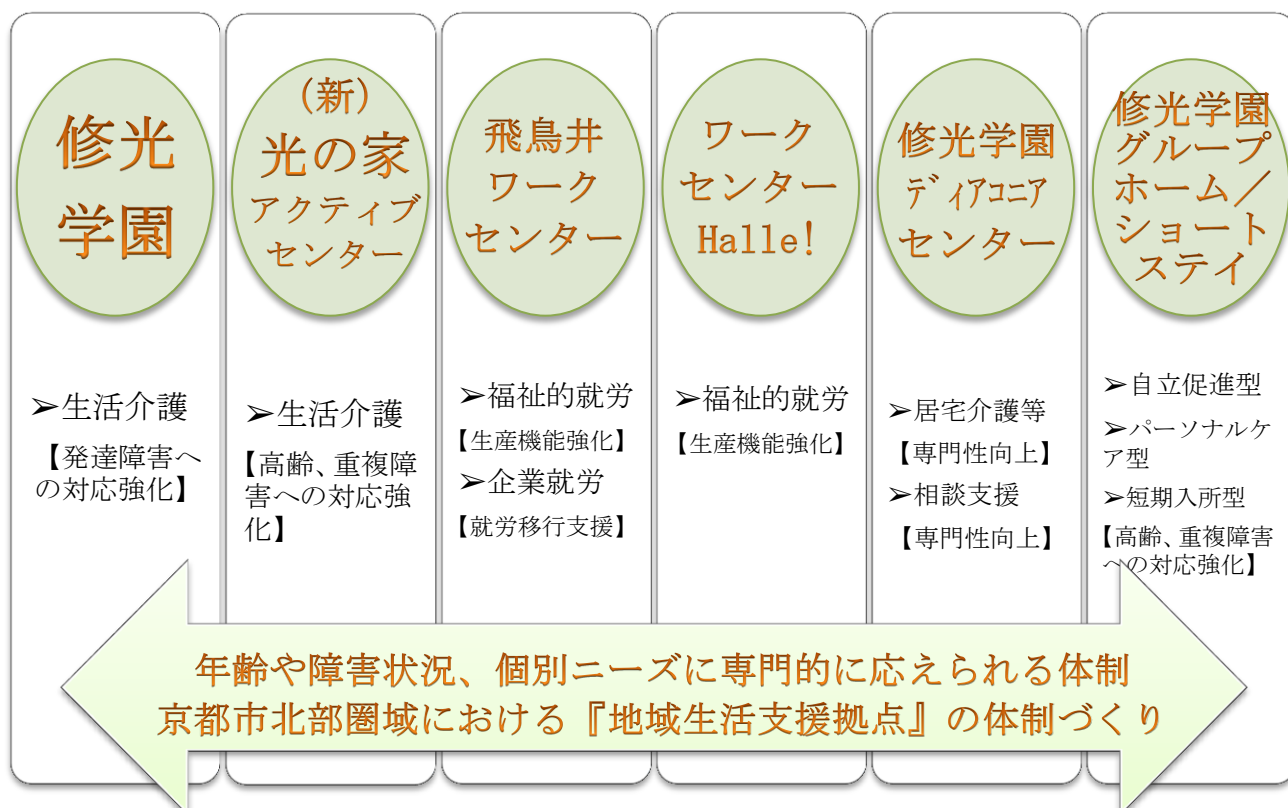 修光
学園
➢生活介護
【発達障害へ
の対応強化】
(新)
光の家
アクティブ
センター
➢生活介護
【高齢、重複障
害への対応強
化】
飛鳥井
ワーク
センター
➢福祉的就労
【生産機能強化】
➢企業就労
【就労移行支援】
ワーク
センター
Halle!
➢福祉的就労
【生産機能強化】
修光学園
ディアコニア
センター
➢居宅介護等
【専門性向上】
➢相談支援
【専門性向上】
修光学園
グループ
ホーム／
ショート
ステイ
➢自立促進型
➢パーソナルケ
ア型
➢短期入所型
【高齢、重複障害
への対応強化】
年齢や障害状況、個別ニーズに専門的に応えられる体制
京都市北部圏域における『地域生活支援拠点』の体制づくり